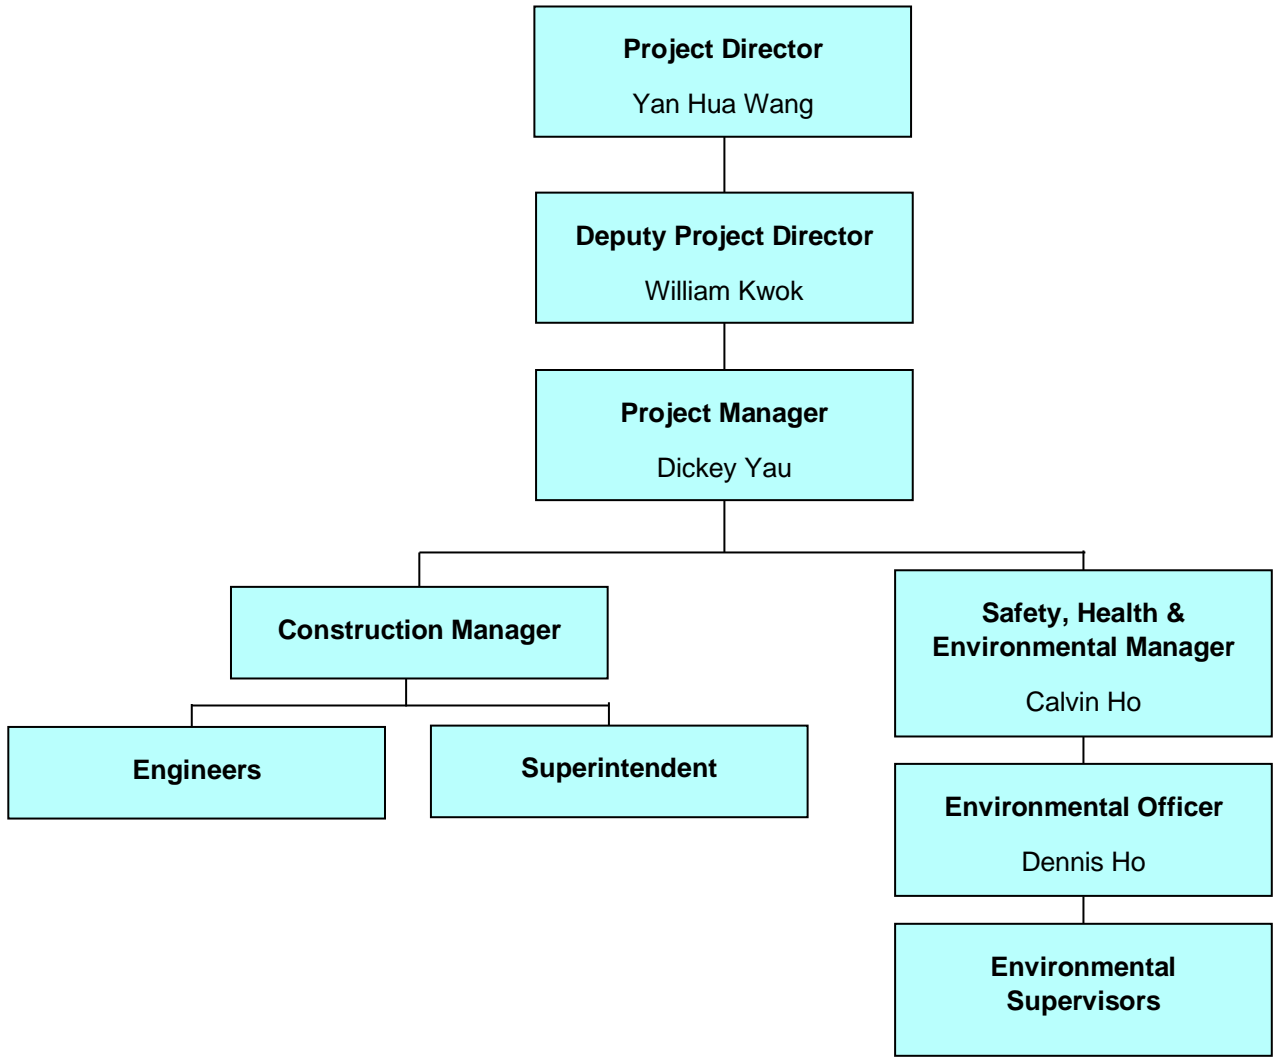 Project Director
Yan Hua Wang
Deputy Project Director
William Kwok
Project Manager
Dickey Yau
Construction Manager
Safety, Health &
Environmental Manager
Calvin Ho
Engineers
Superintendent
Environmental Officer
Dennis Ho
Environmental
Supervisors